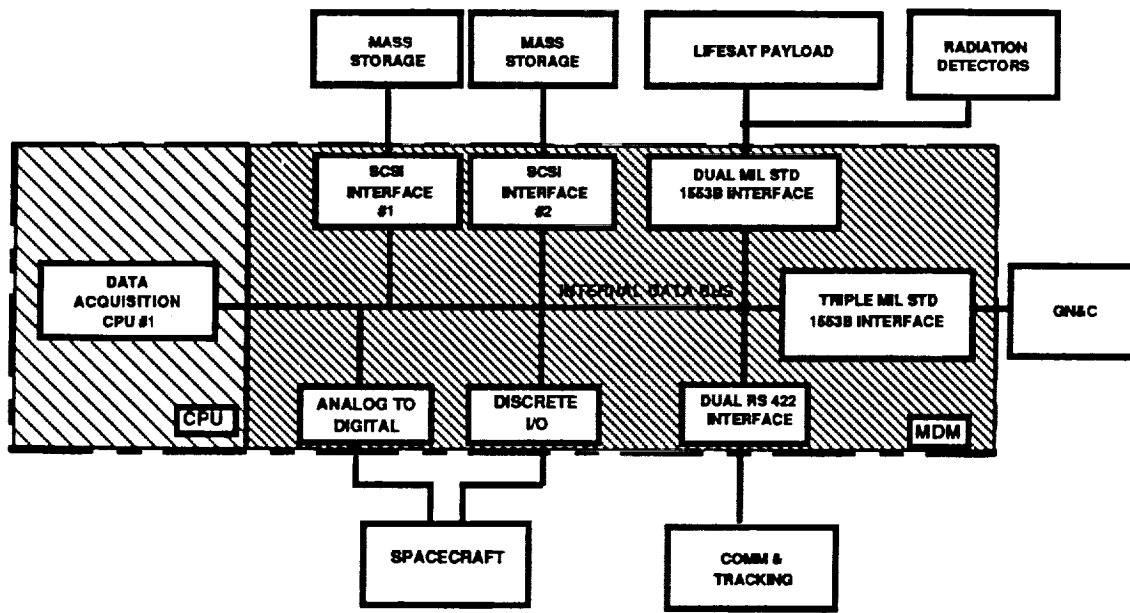 MASS
STORAGE
MASS
STORAGE
LIFESAT PAYLOAD
RADIATION
DETECTORS
SCSI
INTERFACE
#1
SCSI
INTERFACE
#2
DUAL MIL STD
1553B INTERFACE
DATA
ACQUISITION
CPU #1
INTERNAL DATA BUS
TRIPLE MIL STD
1553B INTERFACE
GN&C
CPU
ANALOG TO
DIGITAL
DISCRETE
I/O
DUAL RS 422
INTERFACE
MDM
SPACECRAFT
COMM &
TRACKING